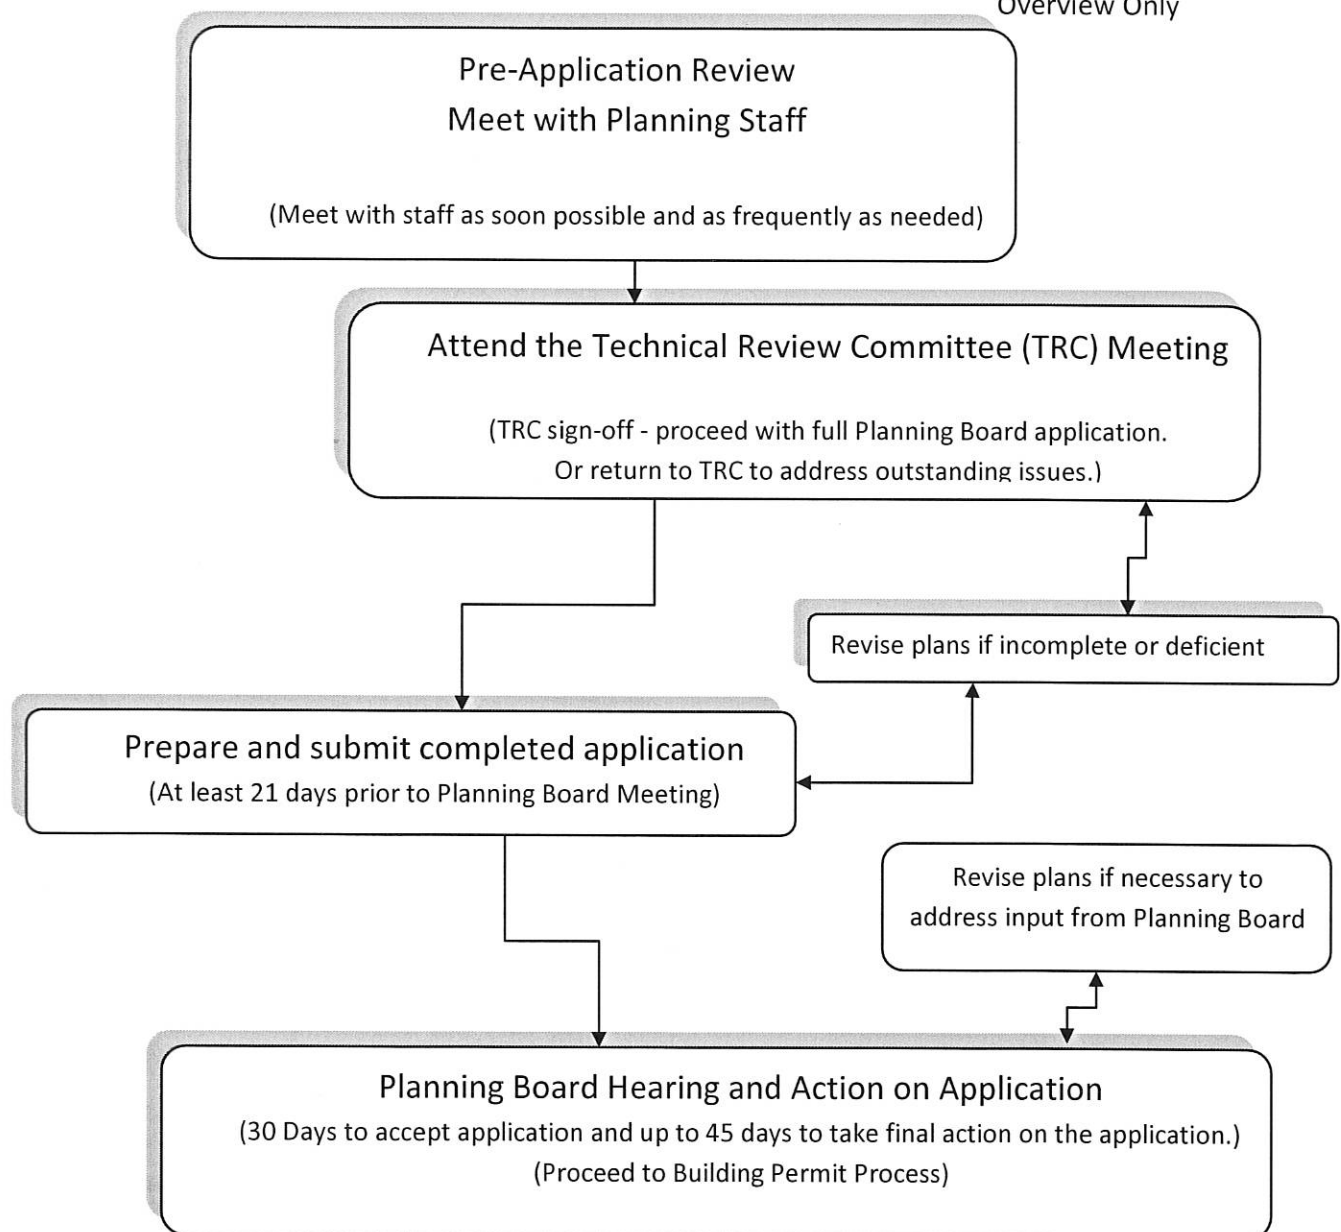 Overview Only
Pre-Application Review
Meet with Planning Staff
(Meet with staff as soon possible and as frequently as needed)
Attend the Technical Review Committee (TRC) Meeting
(TRC sign-off - proceed with full Planning Board application.
Or return to TRC to address outstanding issues.)
Revise plans if incomplete or deficient
Prepare and submit completed application
(At least 21 days prior to Planning Board Meeting)
Revise plans if necessary to
address input from Planning Board
Planning Board Hearing and Action on Application
(30 Days to accept application and up to 45 days to take final action on the application.)
(Proceed to Building Permit Process)